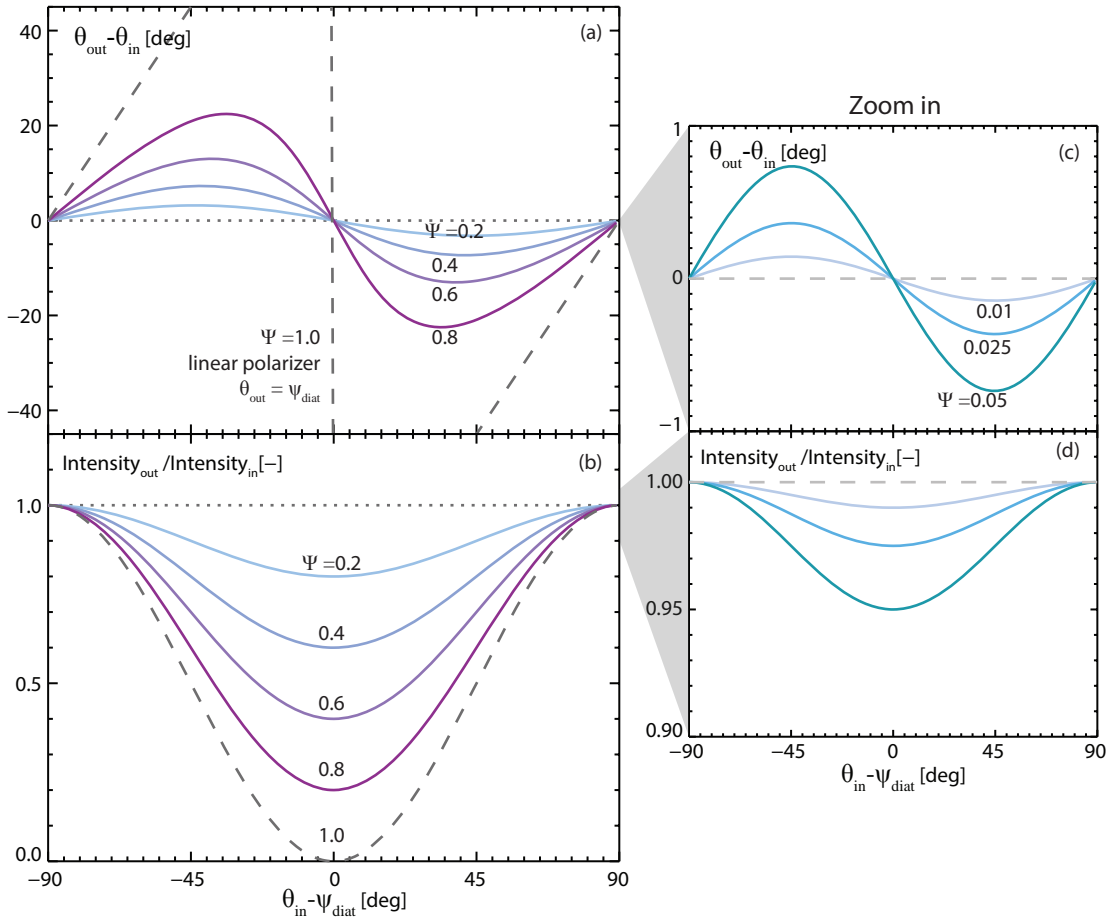 θout-θin [deg]
(a)
40
20
0
−20
−40
Ψ =0.2
0.4
0.6
0.8
Ψ =1.0
linear polarizer
θout = ψdiat
Intensityout /Intensityin[−]
(b)
1.0
0.5
0.0
Ψ =0.2
0.4
0.6
0.8
1.0
−90 −45 0 45 90
θin-ψdiat [deg]
Zoom in
θout-θin [deg]
(c)
1
0
−1
0.01
0.025
Ψ =0.05
Intensityout /Intensityin[−]
(d)
1.00
0.95
0.90
−90 −45 0 45 90
θin-ψdiat [deg]